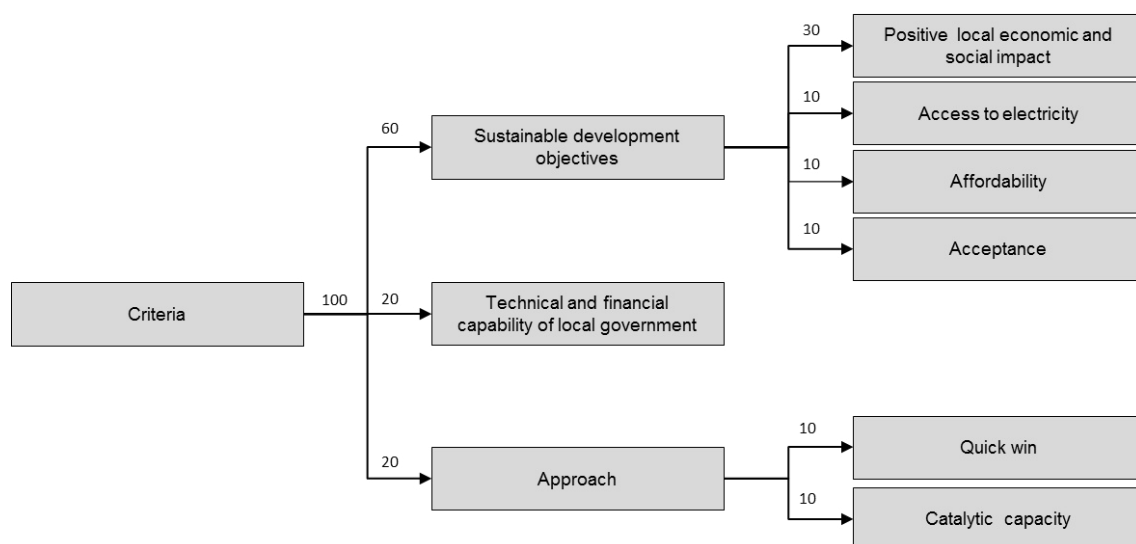 30
Positive local economic and
social impact
10
Access to electricity
60
Sustainable development
objectives
10
Affordability
10
Acceptance
Criteria
100
20
Technical and financial
capability of local government
20
Approach
10
Quick win
10
Catalytic capacity